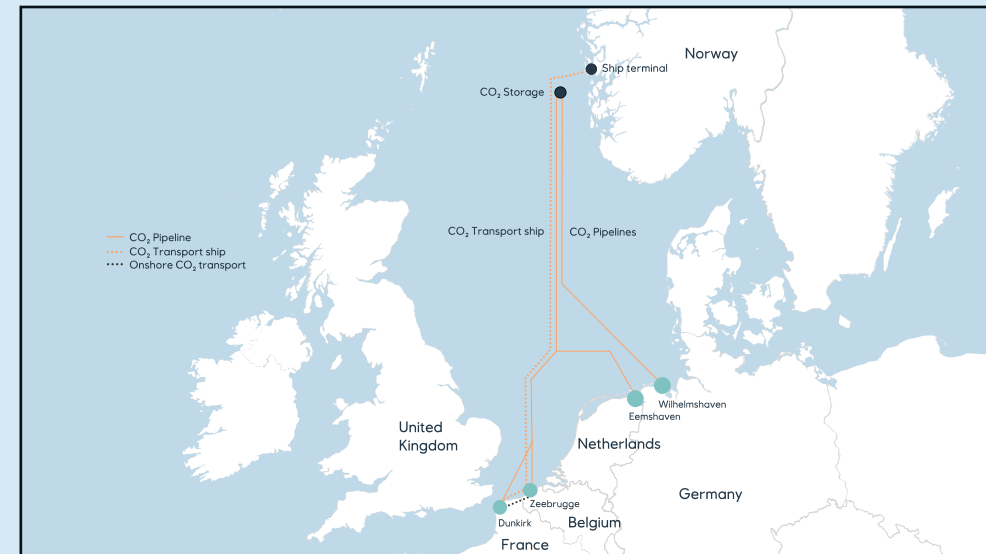 Norway
Ship terminal
CO₂ Storage
CO₂ Transport ship
CO₂ Pipelines
CO₂ Pipeline
CO₂ Transport ship
Onshore CO₂ transport
Wilhelmshaven
Eemshaven
United
Kingdom
Netherlands
Germany
Zeebrugge
Dunkirk
Belgium
France